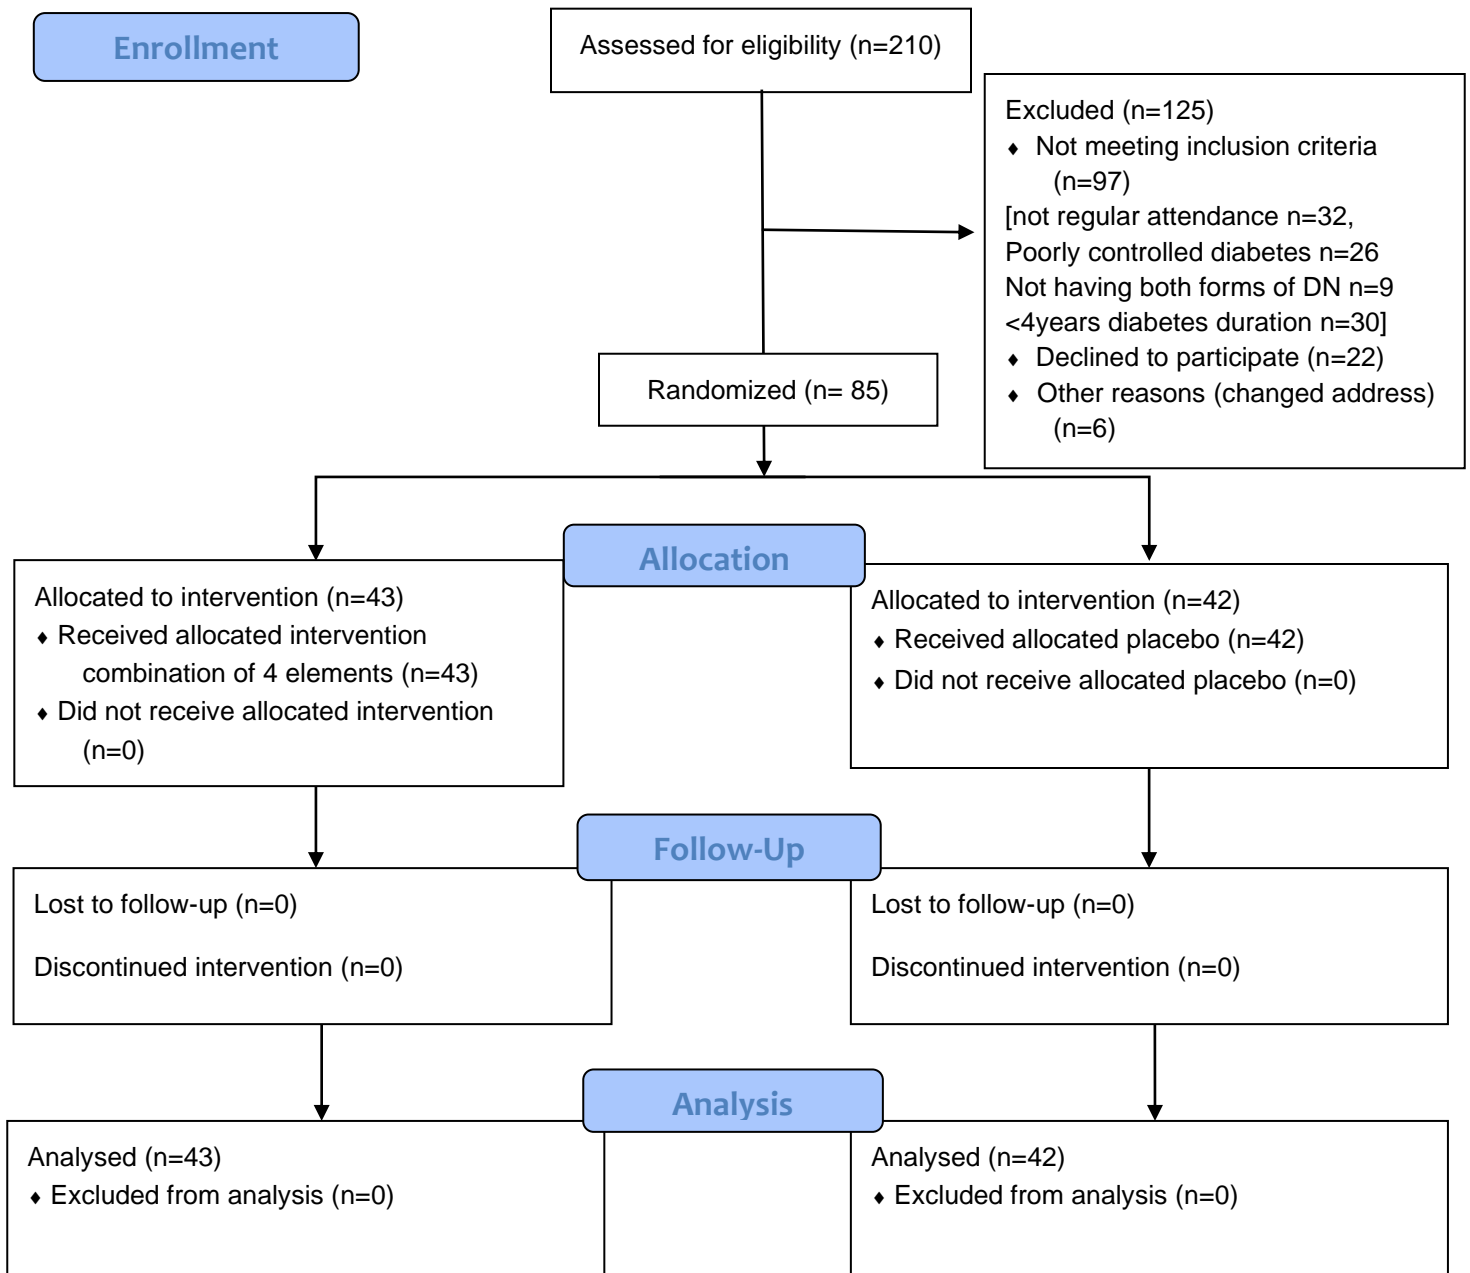 Enrollment
Assessed for eligibility (n=210)
Excluded (n=125)
♦ Not meeting inclusion criteria
(n=97)
[not regular attendance n=32,
Poorly controlled diabetes n=26
Not having both forms of DN n=9
<4years diabetes duration n=30]
♦ Declined to participate (n=22)
♦ Other reasons (changed address)
(n=6)
Randomized (n= 85)
Allocation
Allocated to intervention (n=43)
♦ Received allocated intervention
combination of 4 elements (n=43)
♦ Did not receive allocated intervention
(n=0)
Allocated to intervention (n=42)
♦ Received allocated placebo (n=42)
♦ Did not receive allocated placebo (n=0)
Follow-Up
Lost to follow-up (n=0)
Discontinued intervention (n=0)
Lost to follow-up (n=0)
Discontinued intervention (n=0)
Analysis
Analysed (n=43)
♦ Excluded from analysis (n=0)
Analysed (n=42)
♦ Excluded from analysis (n=0)